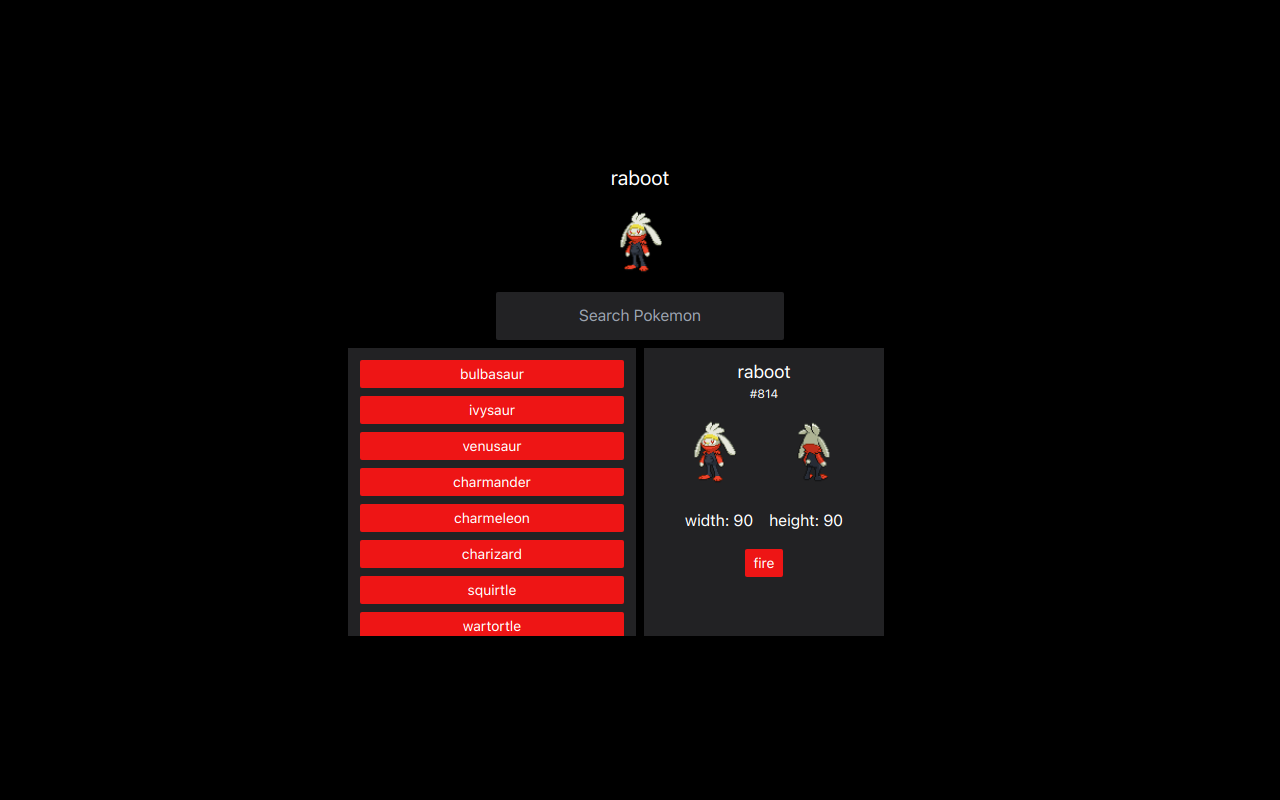 raboot
Search Pokemon
bulbasaur
ivysaur
venusaur
charmander
charmeleon
charizard
squirtle
wartortle
raboot
#814
width: 90 height: 90
fire